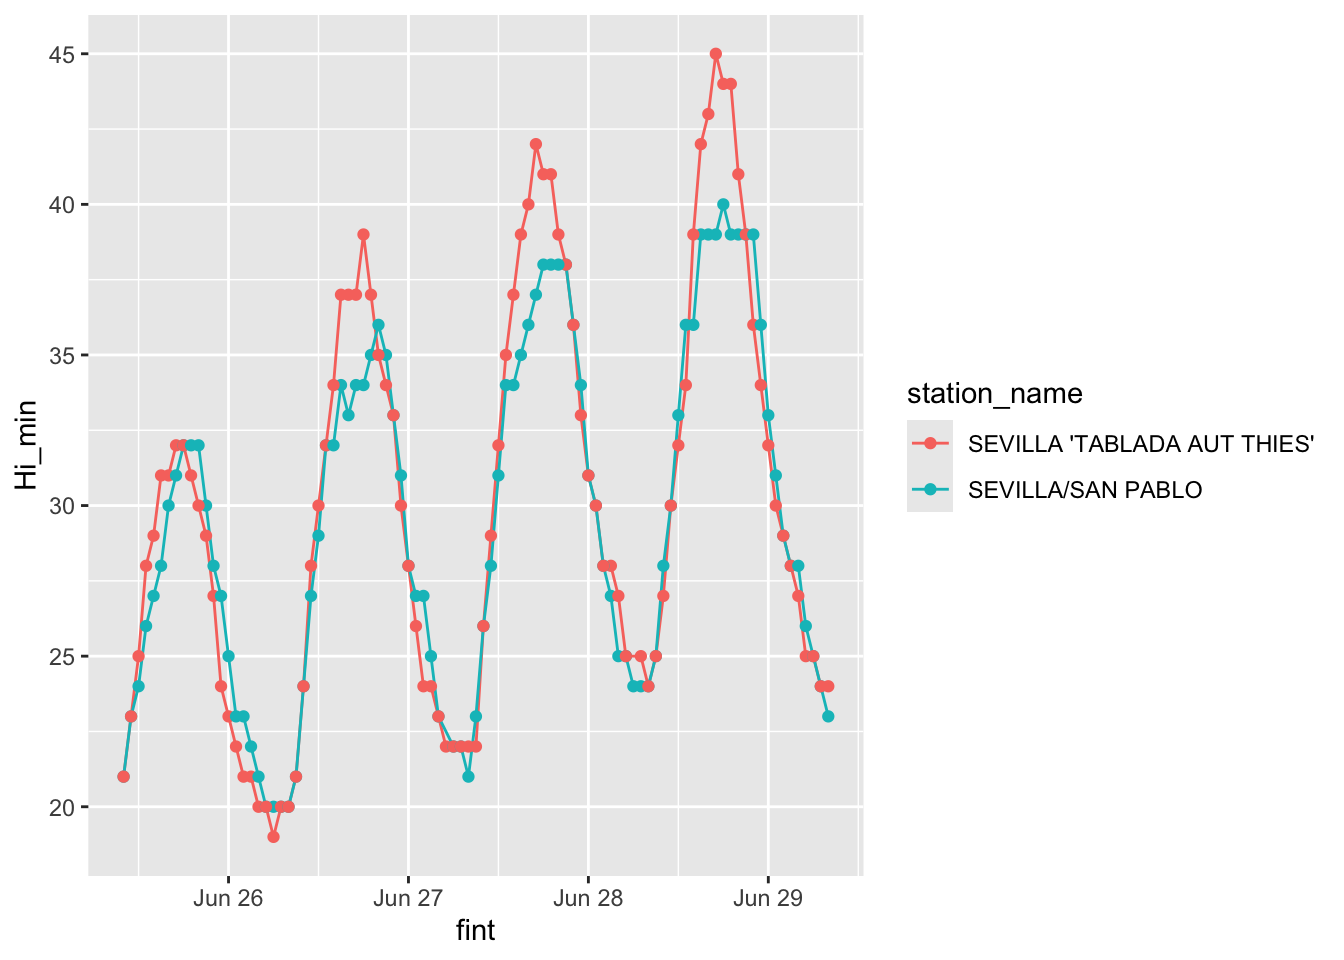 45
40
35
30
25
20
Hi_min
Jun 26 Jun 27 Jun 28 Jun 29
fint
station_name
SEVILLA 'TABLADA AUT THIES'
SEVILLA/SAN PABLO